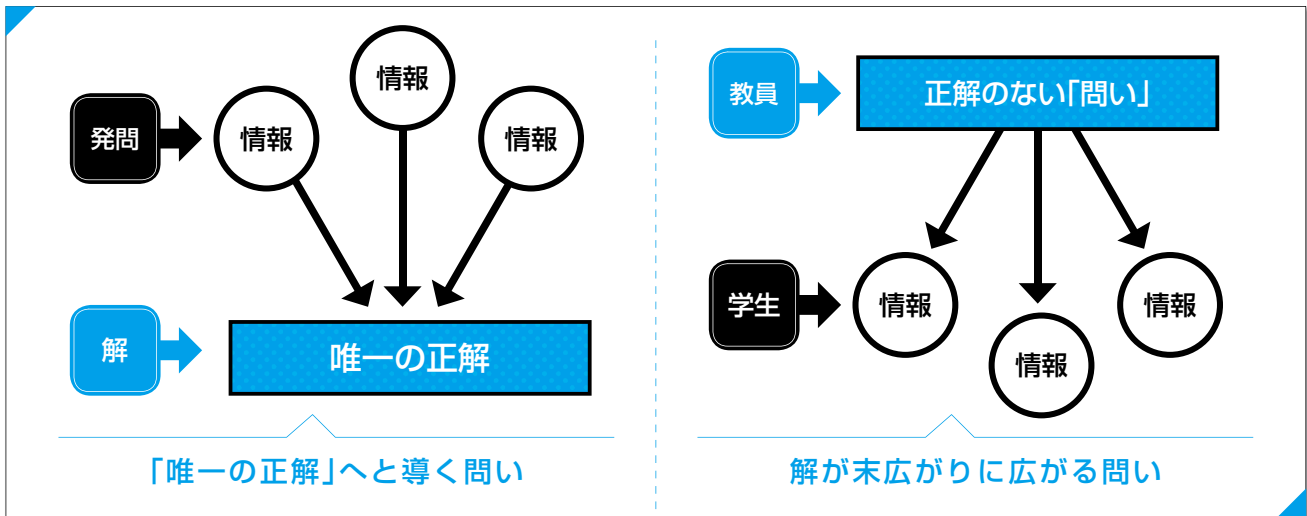 発問
情報
情報
情報
解
唯一の正解
「唯一の正解」へと導く問い
教員
正解のない「問い」
学生
情報
情報
情報
解が末広がりに広がる問い